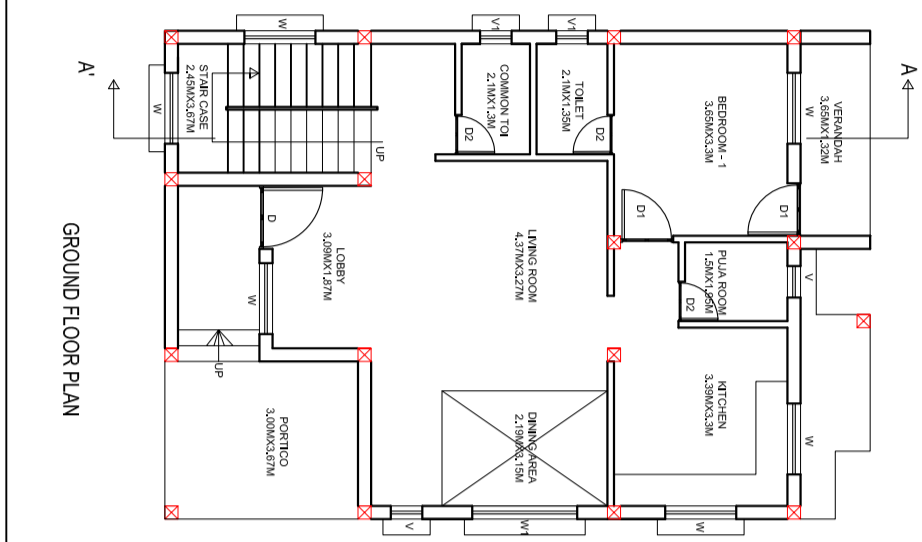 A
VERANDAH
3.65MX1.32M
W
V
W
D1
BEDROOM - 1
3.65MX3.3M
PUJA ROOM
1.5MX1.95M
KITCHEN
3.39MX3.3M
D2
W
D1
V1
TOILET
2.1MX1.35M
D2
V1
COMMON TOI
2.1MX1.3M
D2
LIVING ROOM
4.37MX3.27M
DINING AREA
2.19MX3.15M
W1
V
UP
LOBBY
3.09MX1.87M
W
D
W
PORTICO
3.00MX3.67M
UP
STAIR CASE
2.45MX3.67M
W
A'
GROUND FLOOR PLAN